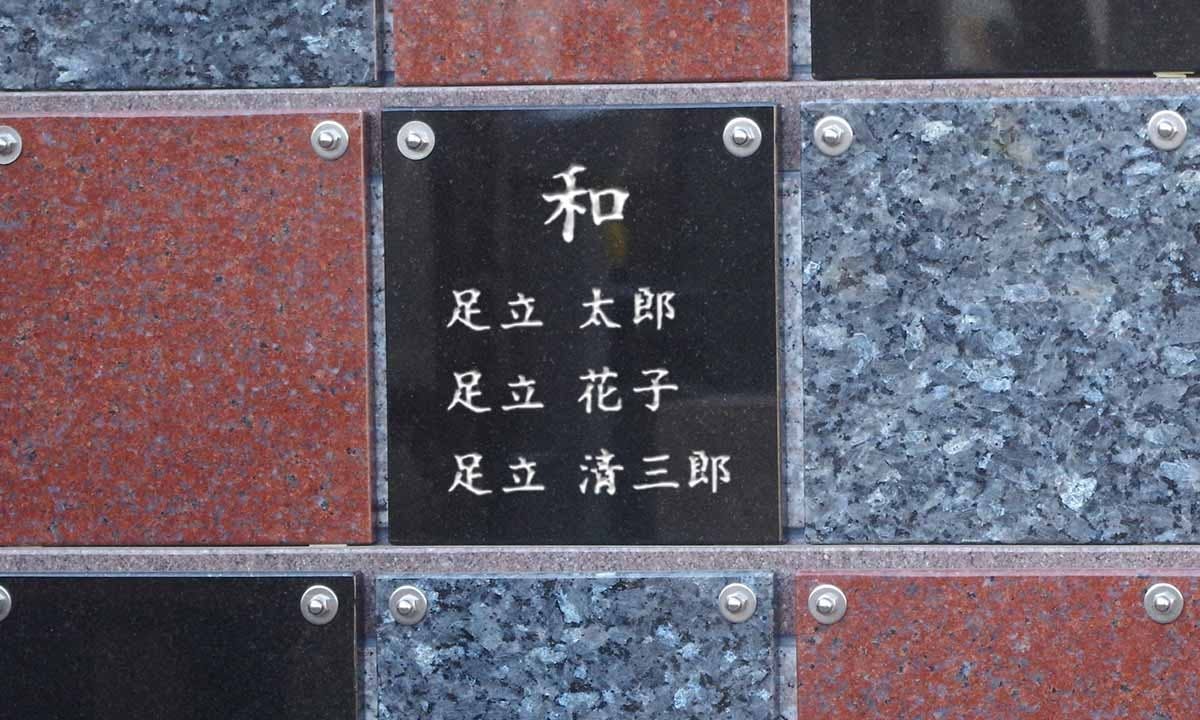 和
足立 太郎
足立 花子
足立 清三郎